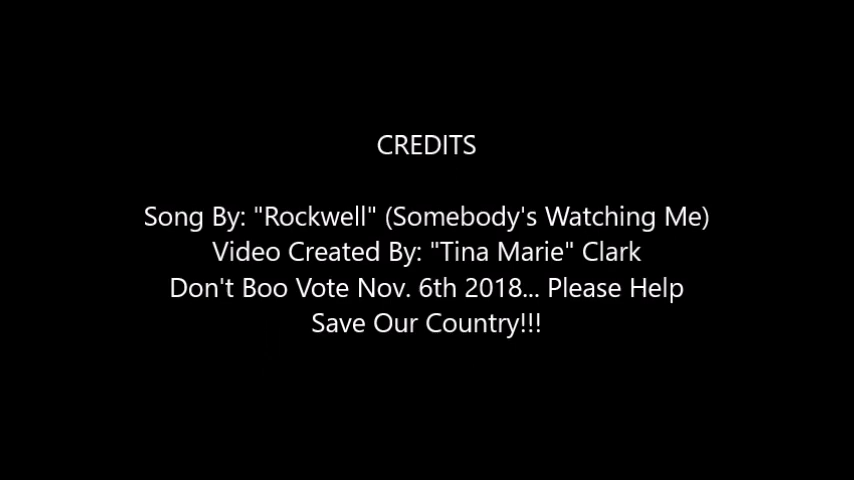 CREDITS
Song By: "Rockwell" (Somebody's Watching Me)
Video Created By: "Tina Marie" Clark
Don't Boo Vote Nov. 6th 2018... Please Help
Save Our Country!!!